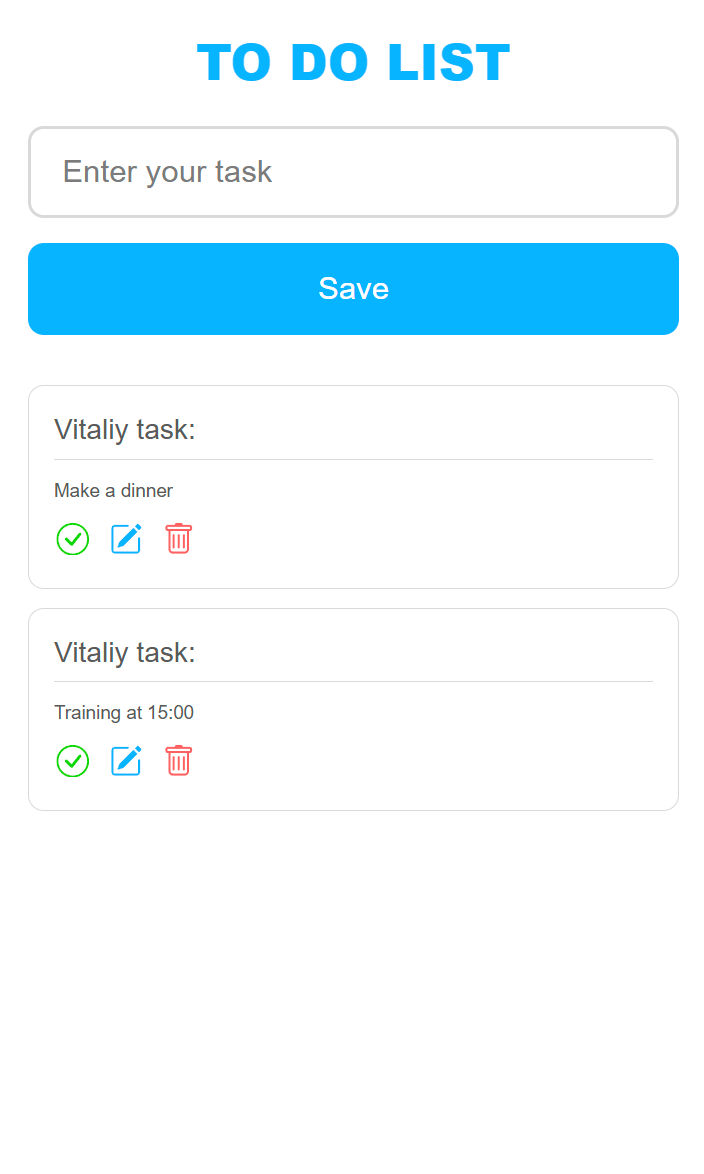 TO DO LIST
Enter your task
Save
Vitaliy task:
Make a dinner
Vitaliy task:
Training at 15:00